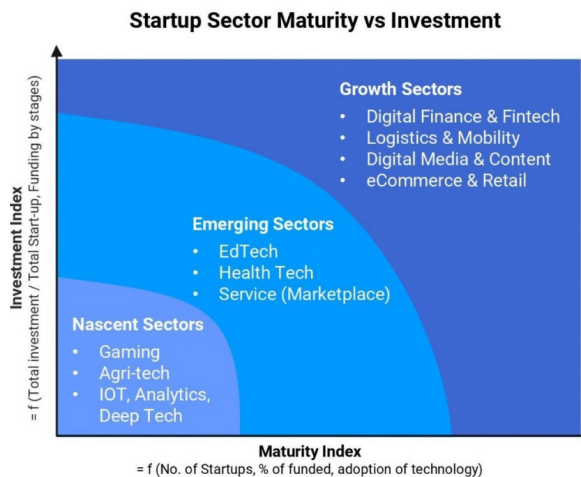 Startup Sector Maturity vs Investment
Investment Index
= f (Total investment / Total Start-up, Funding by stages)
Growth Sectors
• Digital Finance & Fintech
• Logistics & Mobility
• Digital Media & Content
• eCommerce & Retail
Emerging Sectors
• EdTech
• Health Tech
• Service (Marketplace)
Nascent Sectors
• Gaming
• Agri-tech
• IOT, Analytics,
Deep Tech
Maturity Index
= f (No. of Startups, % of funded, adoption of technology)